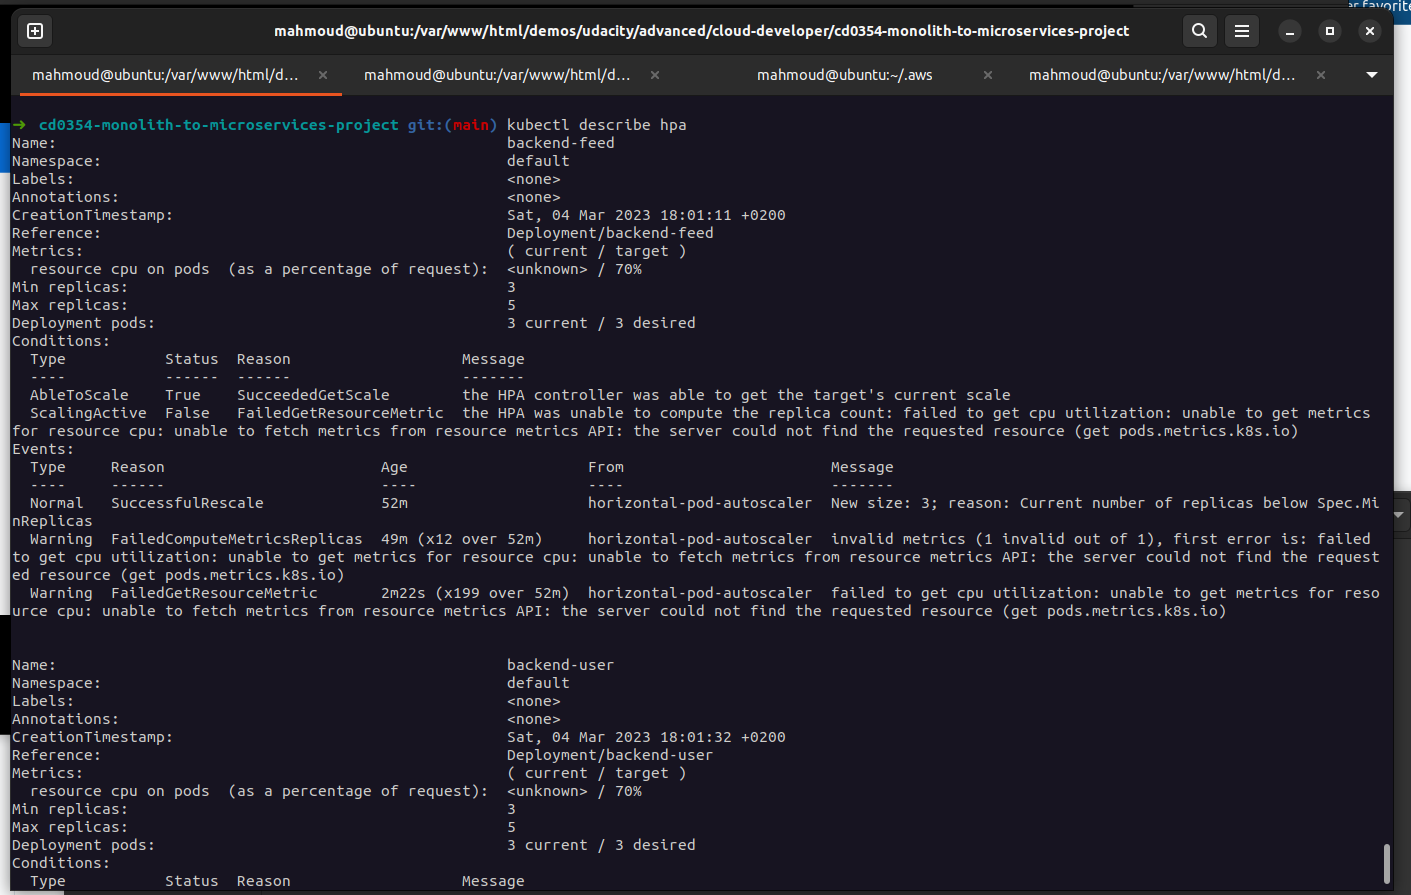 er favorite
mahmoud@ubuntu:/var/www/html/demos/udacity/advanced/cloud-developer/cd0354-monolith-to-microservices-project
mahmoud@ubuntu:/var/www/html/d... × mahmoud@ubuntu:/var/www/html/d... × mahmoud@ubuntu:~/.aws × mahmoud@ubuntu:/var/www/html/d... ×
➜ cd0354-monolith-to-microservices-project git:(main) kubectl describe hpa
Name: backend-feed
Namespace: default
Labels: <none>
Annotations: <none>
CreationTimestamp: Sat, 04 Mar 2023 18:01:11 +0200
Reference: Deployment/backend-feed
Metrics: ( current / target )
resource cpu on pods (as a percentage of request): <unknown> / 70%
Min replicas: 3
Max replicas: 5
Deployment pods: 3 current / 3 desired
Conditions:
Type Status Reason Message
---- ------ ------ -------
AbleToScale True SucceededGetScale the HPA controller was able to get the target's current scale
ScalingActive False FailedGetResourceMetric the HPA was unable to compute the replica count: failed to get cpu utilization: unable to get metrics
for resource cpu: unable to fetch metrics from resource metrics API: the server could not find the requested resource (get pods.metrics.k8s.io)
Events:
Type Reason Age From Message
---- ------ ---- ---- -------
Normal SuccessfulRescale 52m horizontal-pod-autoscaler New size: 3; reason: Current number of replicas below Spec.Mi
nReplicas
Warning FailedComputeMetricsReplicas 49m (x12 over 52m) horizontal-pod-autoscaler invalid metrics (1 invalid out of 1), first error is: failed
to get cpu utilization: unable to get metrics for resource cpu: unable to fetch metrics from resource metrics API: the server could not find the request
ed resource (get pods.metrics.k8s.io)
Warning FailedGetResourceMetric 2m22s (x199 over 52m) horizontal-pod-autoscaler failed to get cpu utilization: unable to get metrics for reso
urce cpu: unable to fetch metrics from resource metrics API: the server could not find the requested resource (get pods.metrics.k8s.io)
Name: backend-user
Namespace: default
Labels: <none>
Annotations: <none>
CreationTimestamp: Sat, 04 Mar 2023 18:01:32 +0200
Reference: Deployment/backend-user
Metrics: ( current / target )
resource cpu on pods (as a percentage of request): <unknown> / 70%
Min replicas: 3
Max replicas: 5
Deployment pods: 3 current / 3 desired
Conditions:
Type Status Reason Message